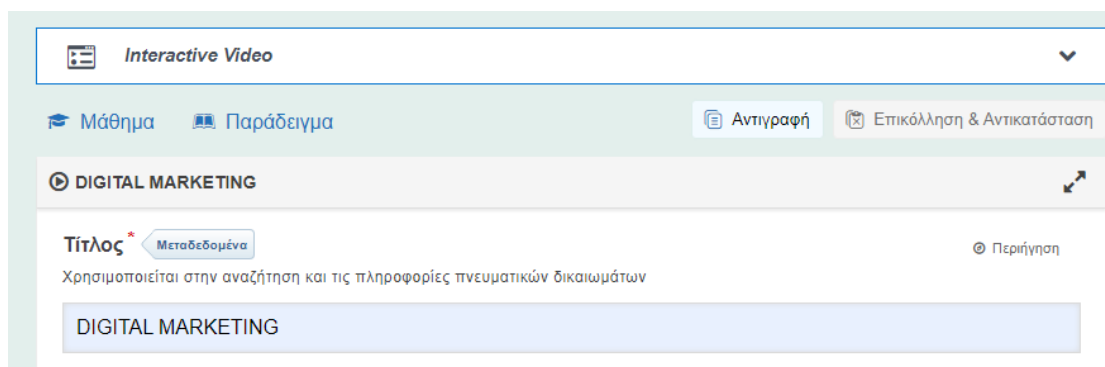 Interactive Video
Μάθημα Παράδειγμα Αντιγραφή Επικόλληση & Αντικατάσταση
DIGITAL MARKETING
Τίτλος * Μεταδεδομένα Περιήγηση
Χρησιμοποιείται στην αναζήτηση και τις πληροφορίες πνευματικών δικαιωμάτων
DIGITAL MARKETING